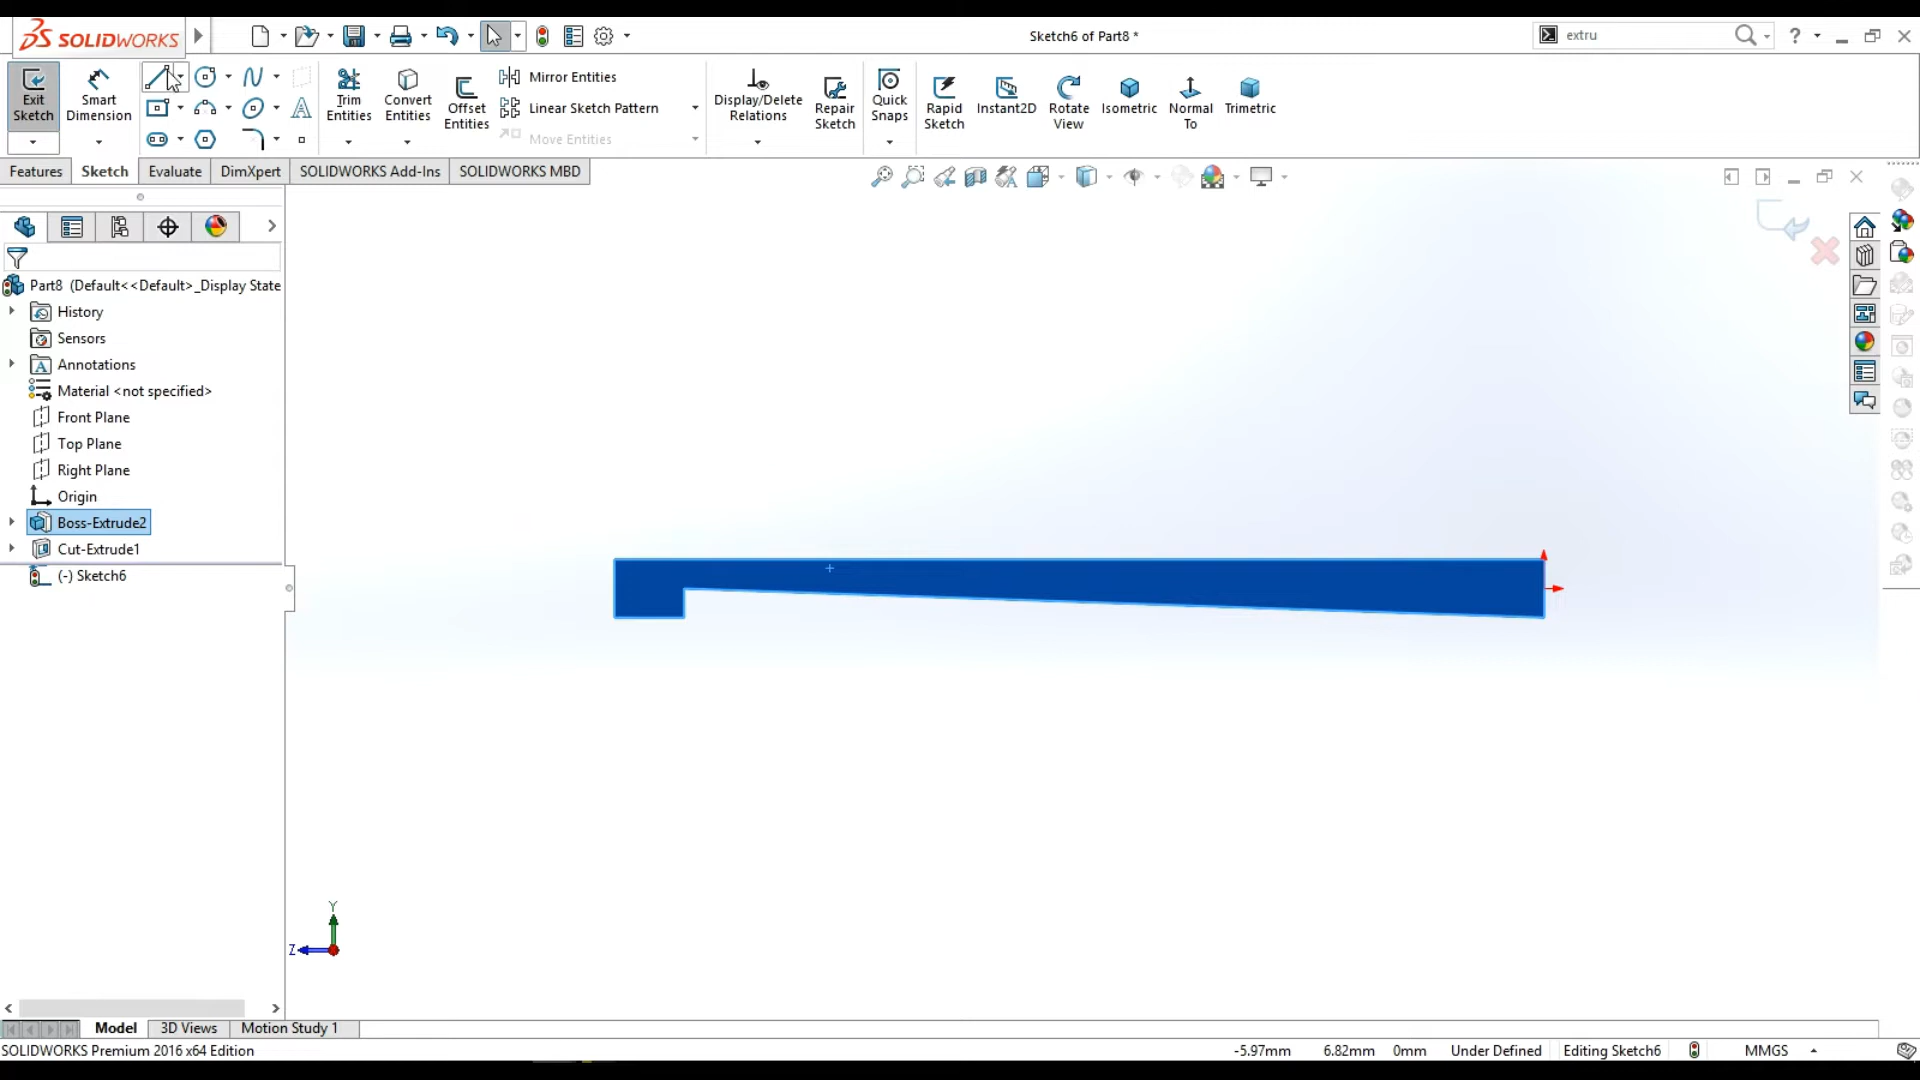 SOLIDWORKS
Sketch6 of Part8 *
extru
Exit Sketch
Smart Dimension
Trim Entities
Convert Entities
Offset Entities
Mirror Entities
Linear Sketch Pattern
Move Entities
Display/Delete Relations
Repair Sketch
Quick Snaps
Rapid Sketch
Instant2D
Rotate View
Isometric
Normal To
Trimetric
Features
Sketch
Evaluate
DimXpert
SOLIDWORKS Add-Ins
SOLIDWORKS MBD
Part8 (Default<<Default>_Display State
History
Sensors
Annotations
Material <not specified>
Front Plane
Top Plane
Right Plane
Origin
Boss-Extrude2
Cut-Extrude1
(-) Sketch6
Y
Z
Model
3D Views
Motion Study 1
SOLIDWORKS Premium 2016 x64 Edition
-5.97mm
6.82mm
0mm
Under Defined
Editing Sketch6
MMGS